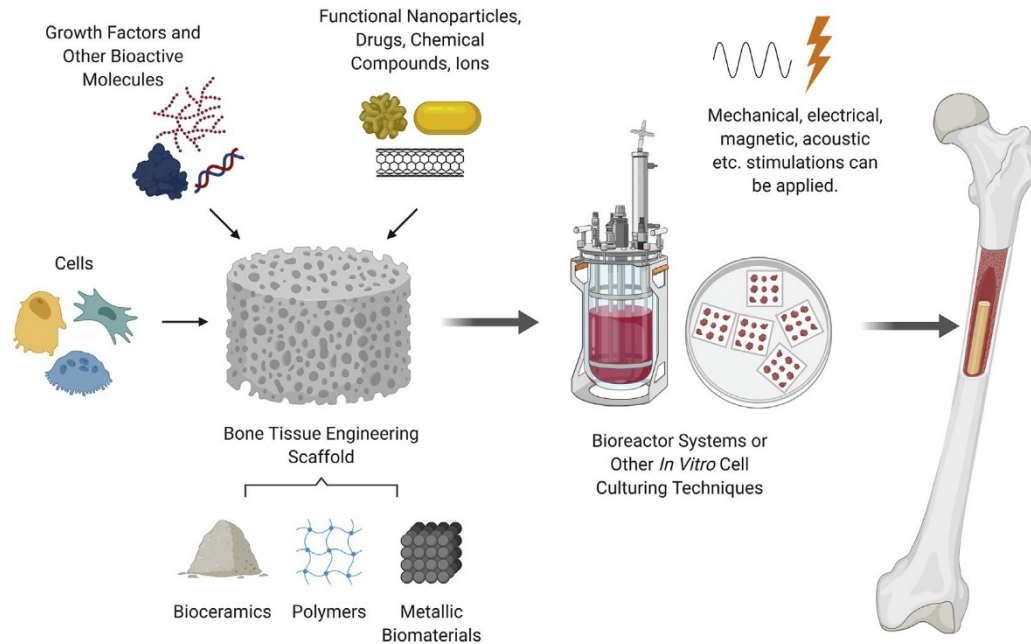 Growth Factors and
Other Bioactive
Molecules
Functional Nanoparticles,
Drugs, Chemical
Compounds, Ions
Mechanical, electrical,
magnetic, acoustic
etc. stimulations can
be applied.
Cells
Bone Tissue Engineering
Scaffold
Bioreactor Systems or
Other In Vitro Cell
Culturing Techniques
Bioceramics
Polymers
Metallic
Biomaterials